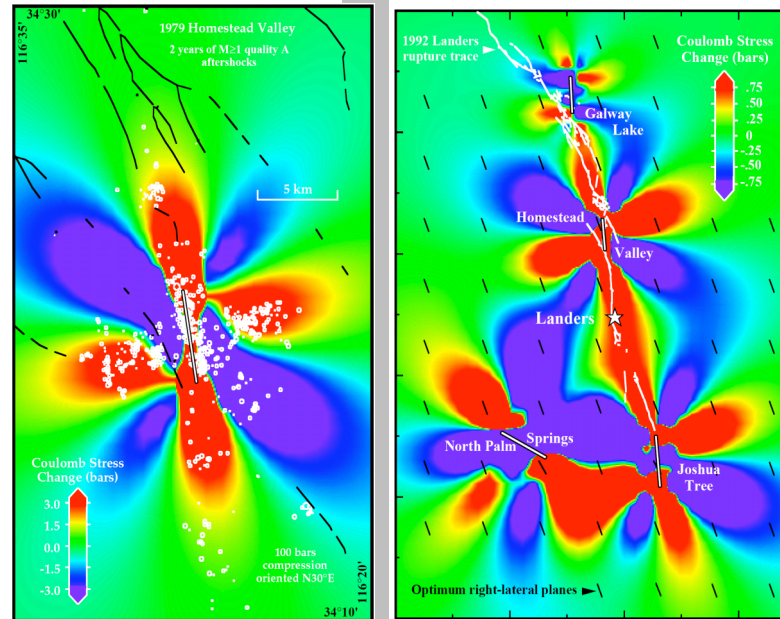 34°30'
116°35'
1979 Homestead Valley
2 years of M≥1 quality A
aftershocks
5 km
Coulomb Stress
Change (bars)
3.0
1.5
0.0
-1.5
-3.0
100 bars
compression
oriented N30°E
116°20'
34°10'
1992 Landers
rupture trace
Coulomb Stress
Change (bars)
.75
.50
.25
0
-.25
-.50
-.75
Galway
Lake
Homestead
Valley
Landers
North Palm
Springs
Joshua
Tree
Optimum right-lateral planes